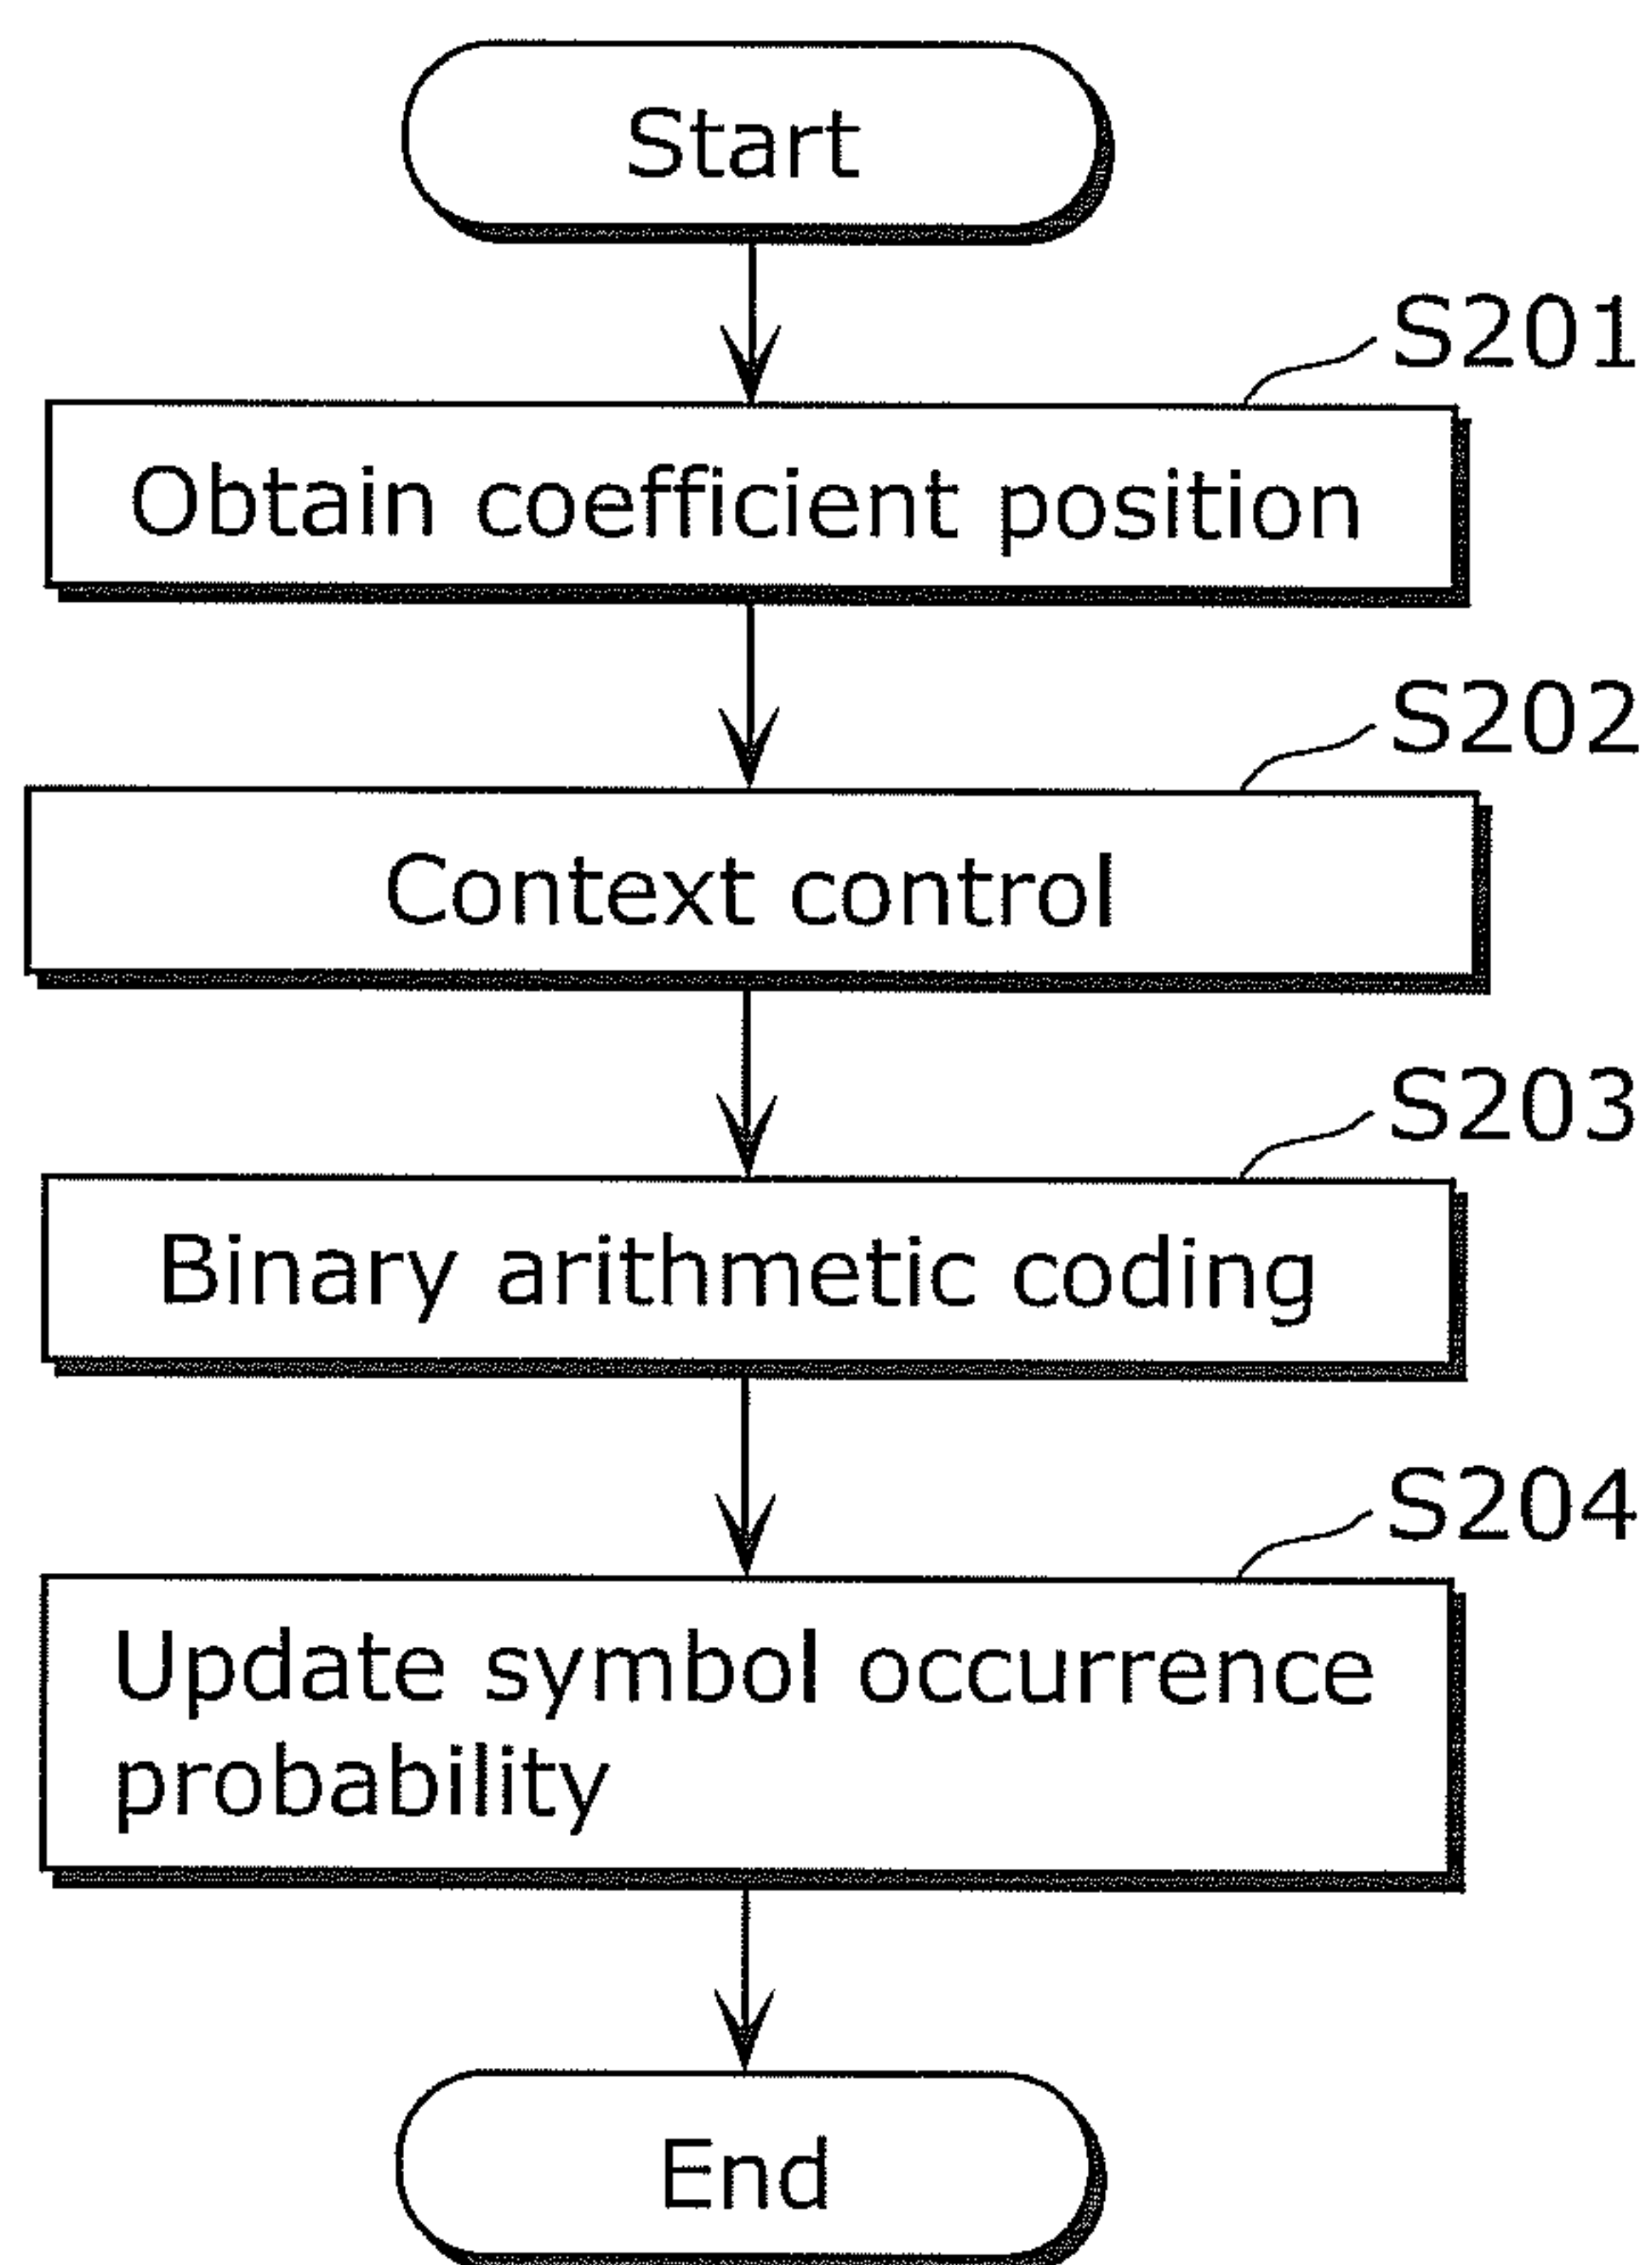 Start
S201
Obtain coefficient position
S202
Context control
S203
Binary arithmetic coding
S204
Update symbol occurrence
probability
End